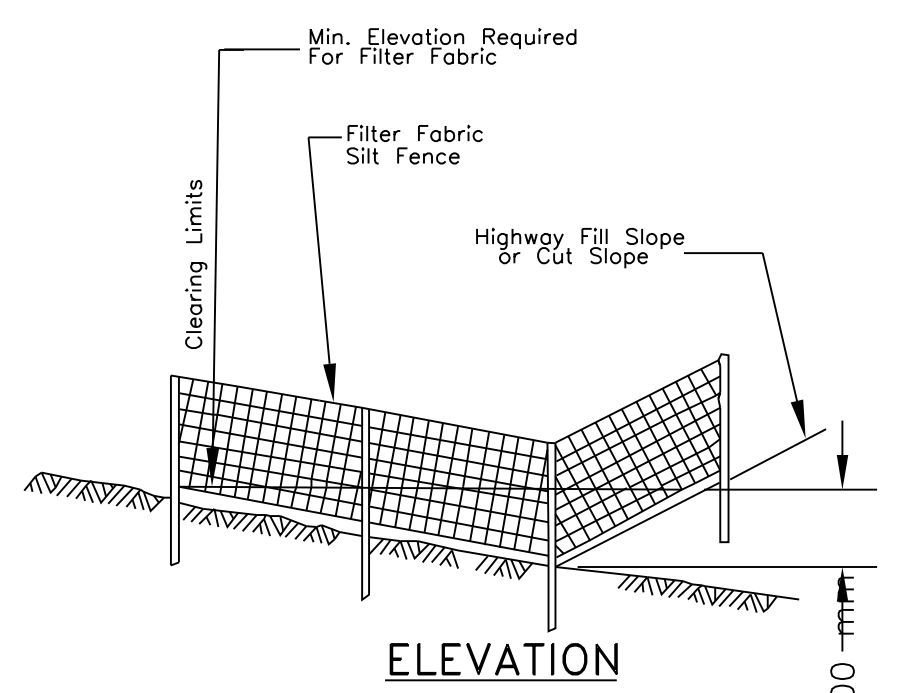 Min. Elevation Required
For Filter Fabric
Filter Fabric
Silt Fence
Clearing Limits
Highway Fill Slope
or Cut Slope
mm
ELEVATION